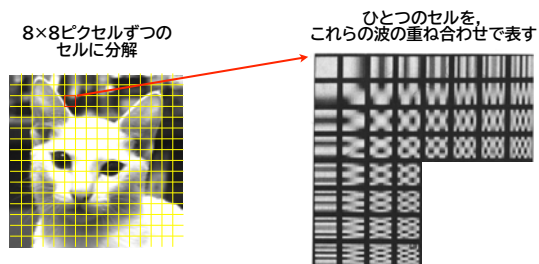 8×8ピクセルずつの
セルに分解
ひとつのセルを，
これらの波の重ね合わせで表す